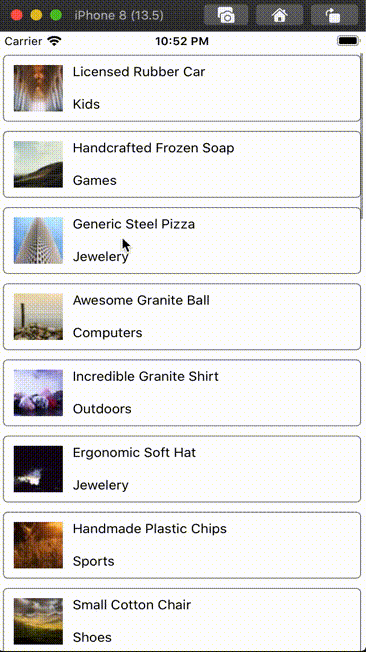 iPhone 8 (13.5)
Carrier 10:52 PM
Licensed Rubber Car
Kids
Handcrafted Frozen Soap
Games
Generic Steel Pizza
Jewelery
Awesome Granite Ball
Computers
Incredible Granite Shirt
Outdoors
Ergonomic Soft Hat
Jewelery
Handmade Plastic Chips
Sports
Small Cotton Chair
Shoes